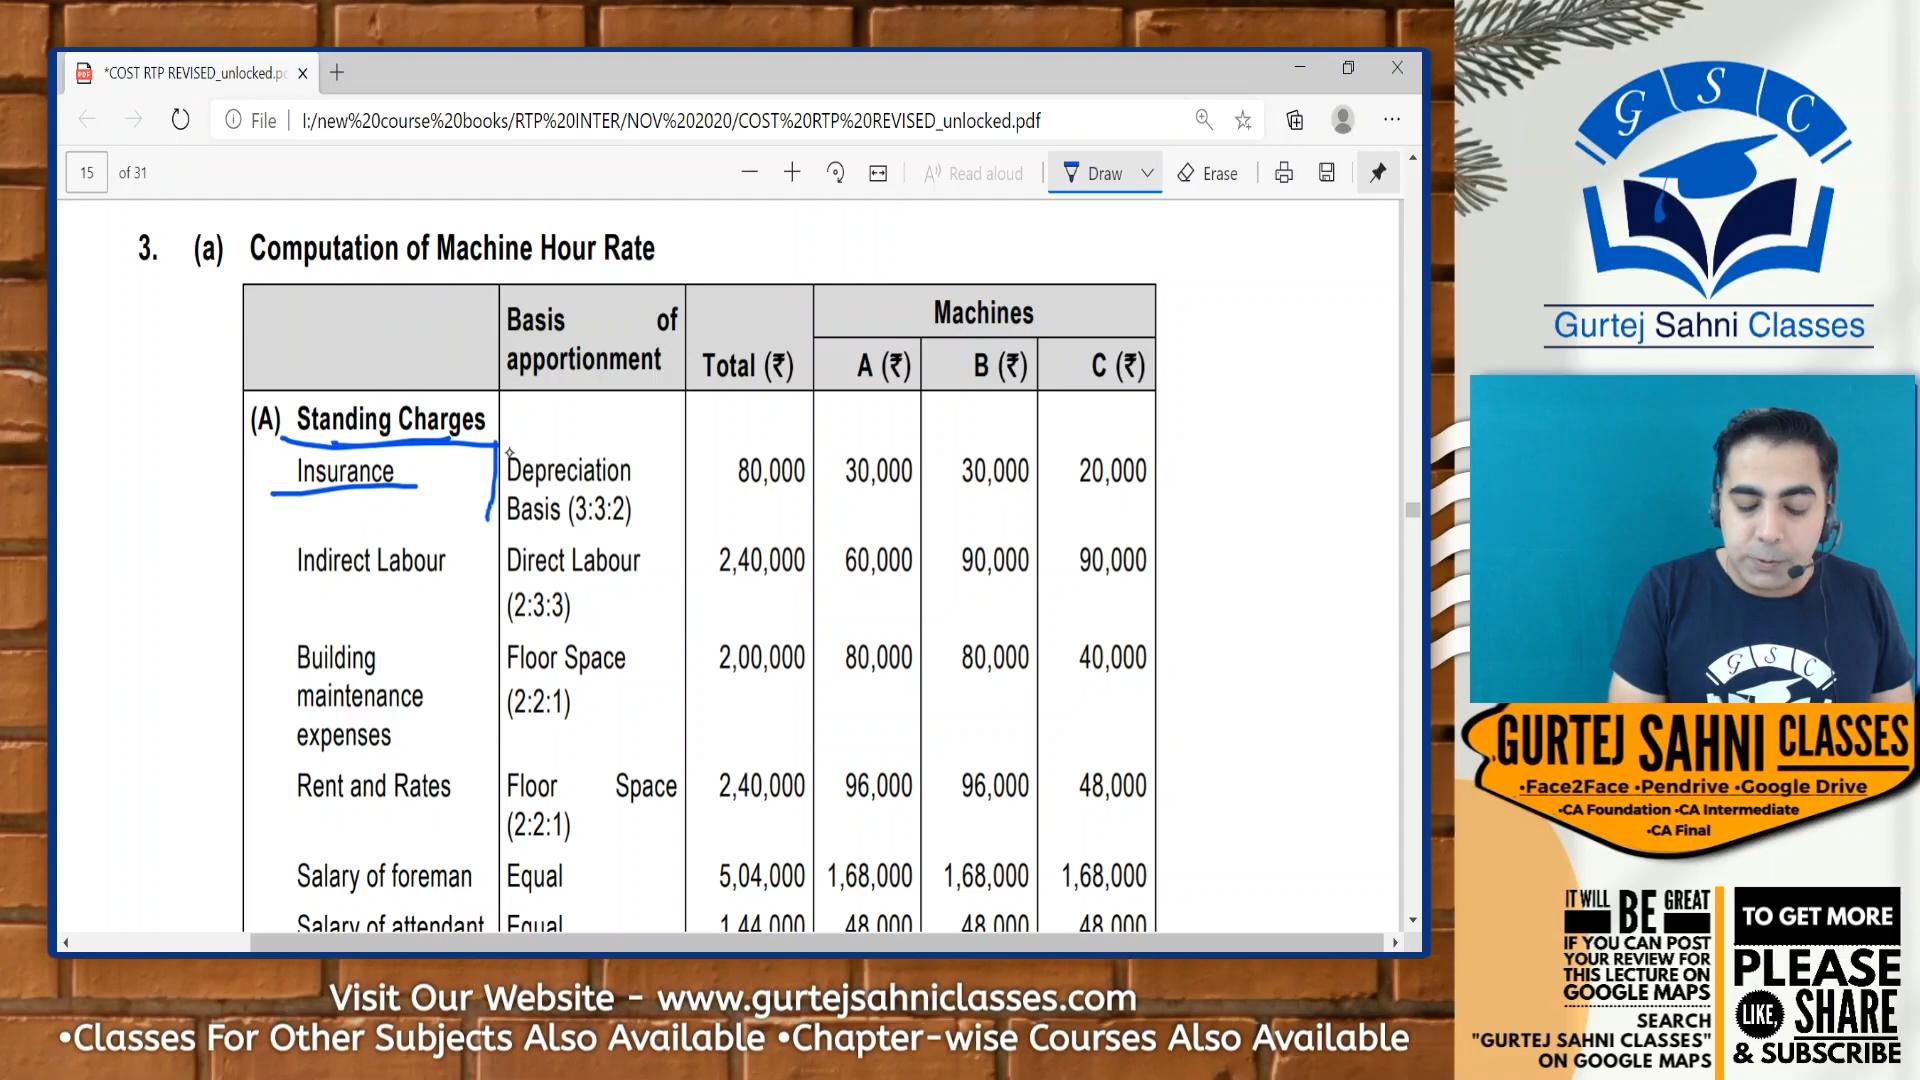 *COST RTP REVISED_unlocked.pc
File I:/new%20course%20books/RTP%20INTER/NOV%202020/COST%20RTP%20REVISED_unlocked.pdf
15 of 31 Read aloud Draw Erase
3. (a) Computation of Machine Hour Rate
Basis of apportionment Total (₹) Machines
A (₹) B (₹) C (₹)
(A) Standing Charges
Insurance Depreciation 80,000 30,000 30,000 20,000
Basis (3:3:2)
Indirect Labour Direct Labour 2,40,000 60,000 90,000 90,000
(2:3:3)
Building Floor Space 2,00,000 80,000 80,000 40,000
maintenance (2:2:1)
expenses
Rent and Rates Floor Space 2,40,000 96,000 96,000 48,000
(2:2:1)
Salary of foreman Equal 5,04,000 1,68,000 1,68,000 1,68,000
Salary of attendant Equal 1,44,000 48,000 48,000 48,000
G S C
Gurtej Sahni Classes
G S C
GURTEJ SAHNI CLASSES
•Face2Face •Pendrive •Google Drive
•CA Foundation •CA Intermediate
•CA Final
IT WILL BE GREAT
IF YOU CAN POST
YOUR REVIEW FOR
THIS LECTURE ON
GOOGLE MAPS
SEARCH
"GURTEJ SAHNI CLASSES"
ON GOOGLE MAPS
TO GET MORE
PLEASE
LIKE, SHARE
& SUBSCRIBE
Visit Our Website - www.gurtejsahniclasses.com
•Classes For Other Subjects Also Available •Chapter-wise Courses Also Available